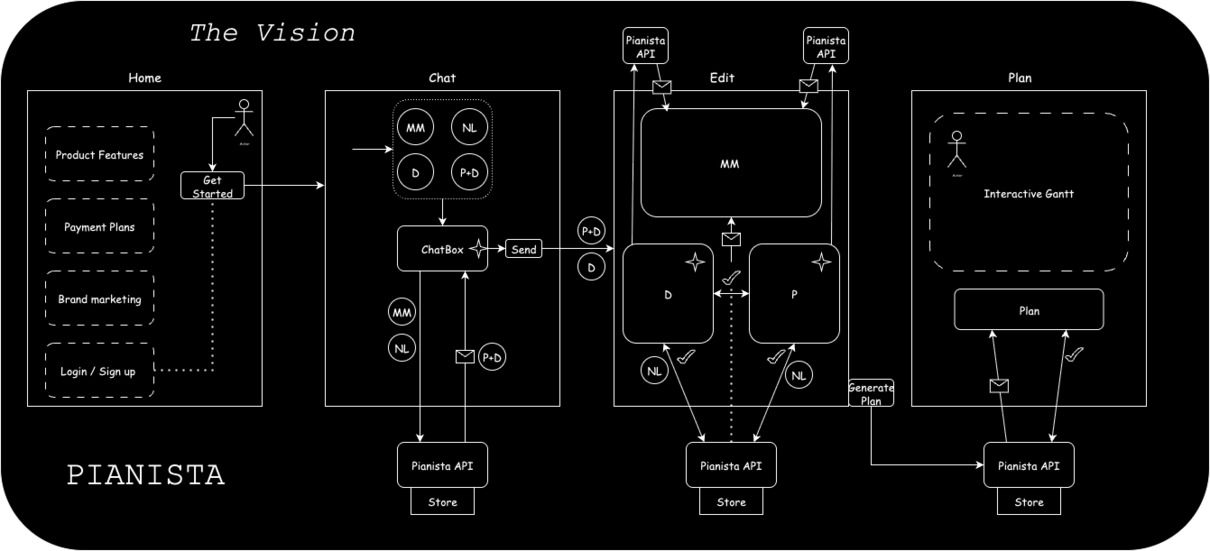 The Vision
Home
Product Features
Payment Plans
Brand marketing
Login / Sign up
Get
Started
Chat
MM
NL
D
P+D
ChatBox
Send
MM
NL
P+D
Pianista API
Store
P+D
D
Edit
Pianista
API
Pianista
API
MM
D
P
NL
NL
Pianista API
Store
Generate
Plan
Plan
Interactive Gantt
Plan
Pianista API
Store
PIANISTA